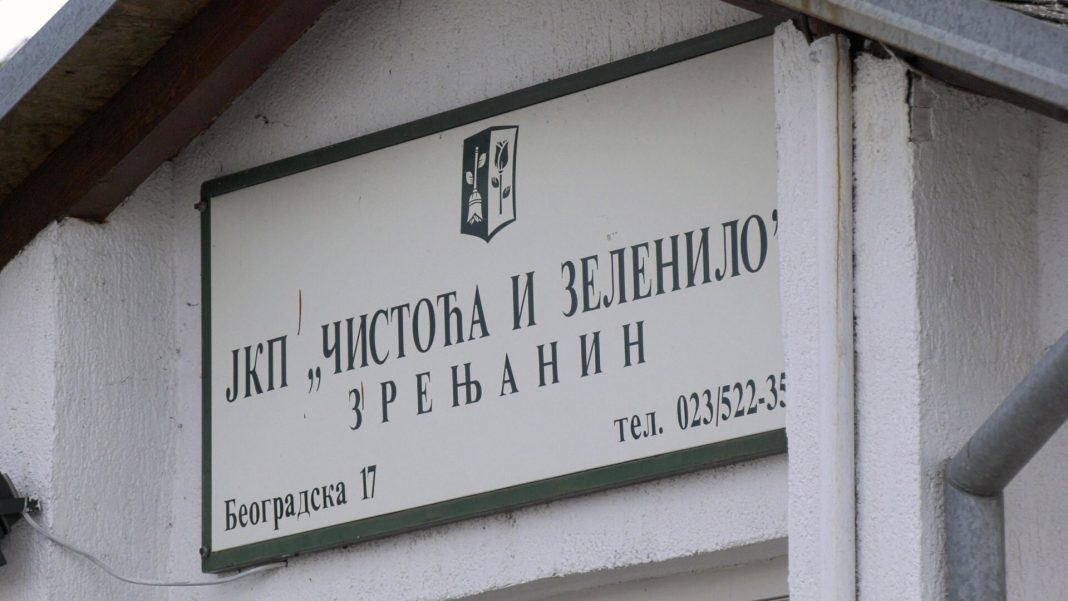 ЈКП „ЧИСТОЋА И ЗЕЛЕНИЛО”
ЗРЕЊАНИН
тел. 023/522-35
Београдска 17